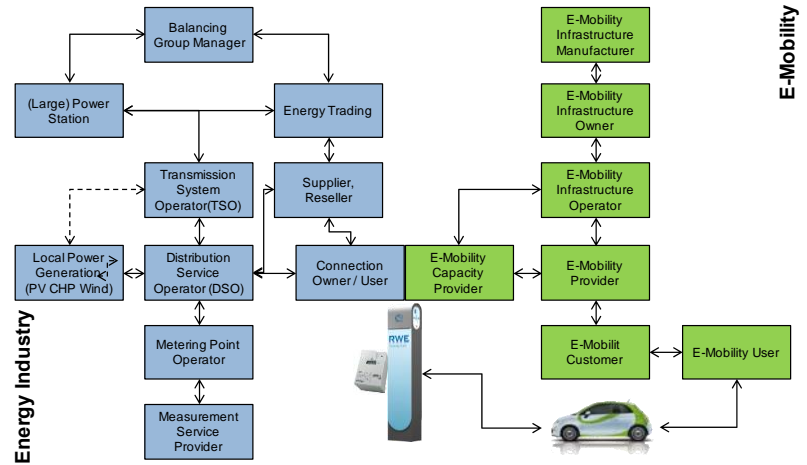 Balancing
Group Manager
E-Mobility
Infrastructure
Manufacturer
E-Mobility
(Large) Power
Station
Energy Trading
E-Mobility
Infrastructure
Owner
Transmission
System
Operator(TSO)
Supplier,
Reseller
E-Mobility
Infrastructure
Operator
Local Power
Generation
(PV CHP Wind)
Distribution
Service
Operator (DSO)
Connection
Owner / User
E-Mobility
Capacity
Provider
E-Mobility
Provider
Energy Industry
Metering Point
Operator
RWE
E-Mobilit
Customer
E-Mobility User
Measurement
Service
Provider